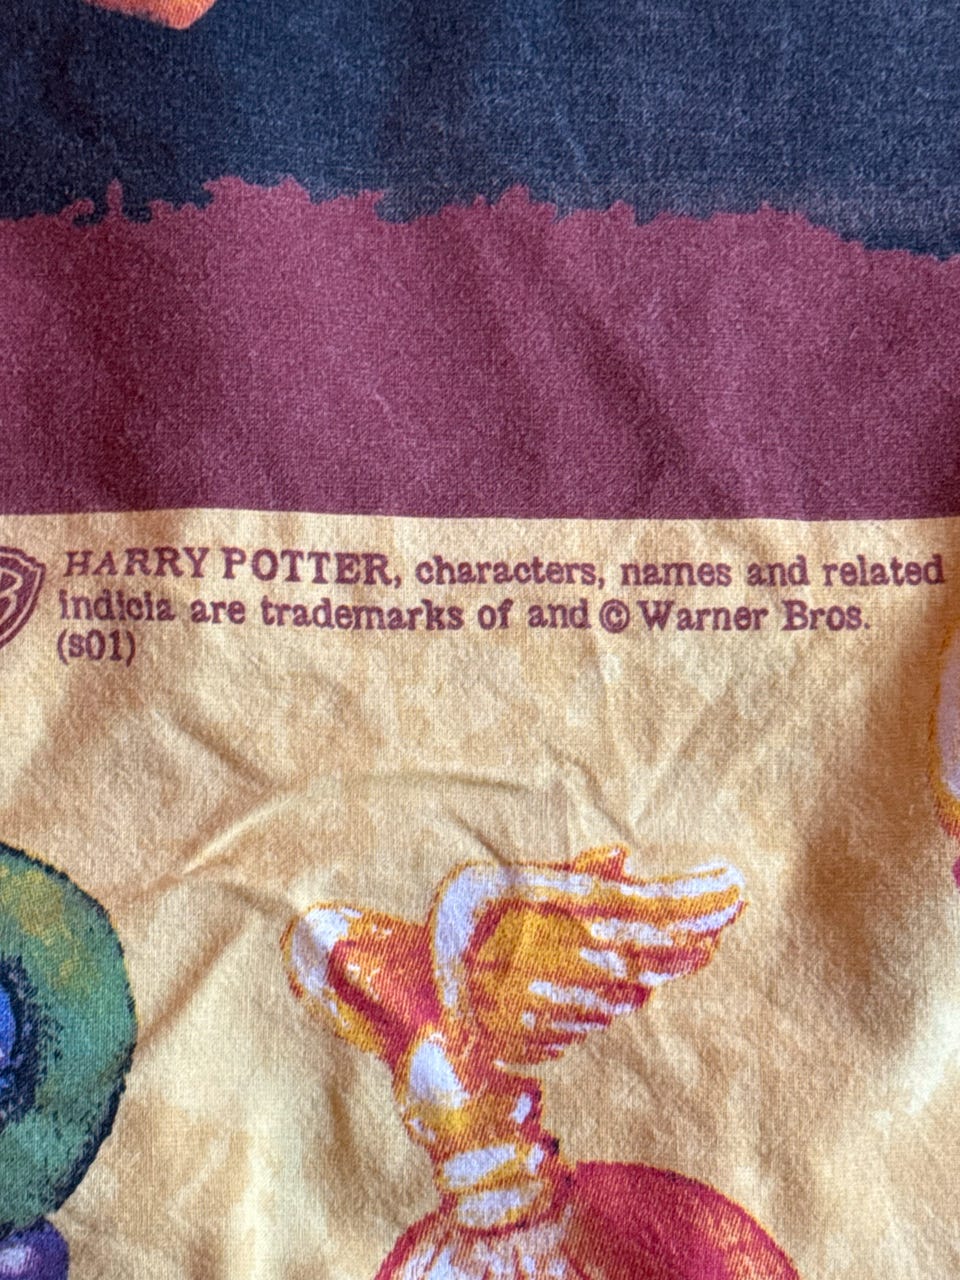 HARRY POTTER, characters, names and related
indicia are trademarks of and © Warner Bros.
(s01)